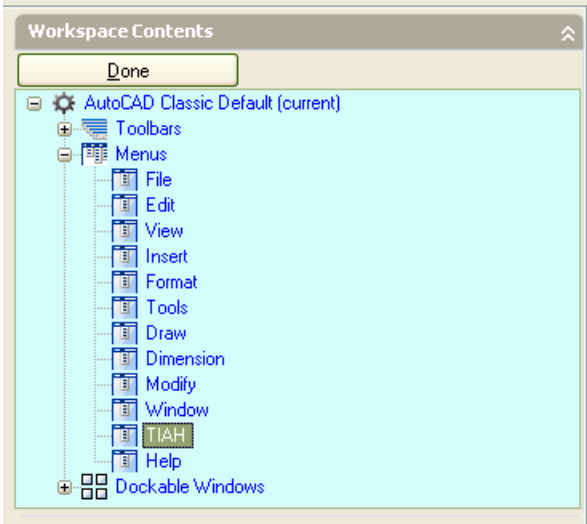 Workspace Contents
Done
AutoCAD Classic Default (current)
Toolbars
Menus
File
Edit
View
Insert
Format
Tools
Draw
Dimension
Modify
Window
TIAH
Help
Dockable Windows